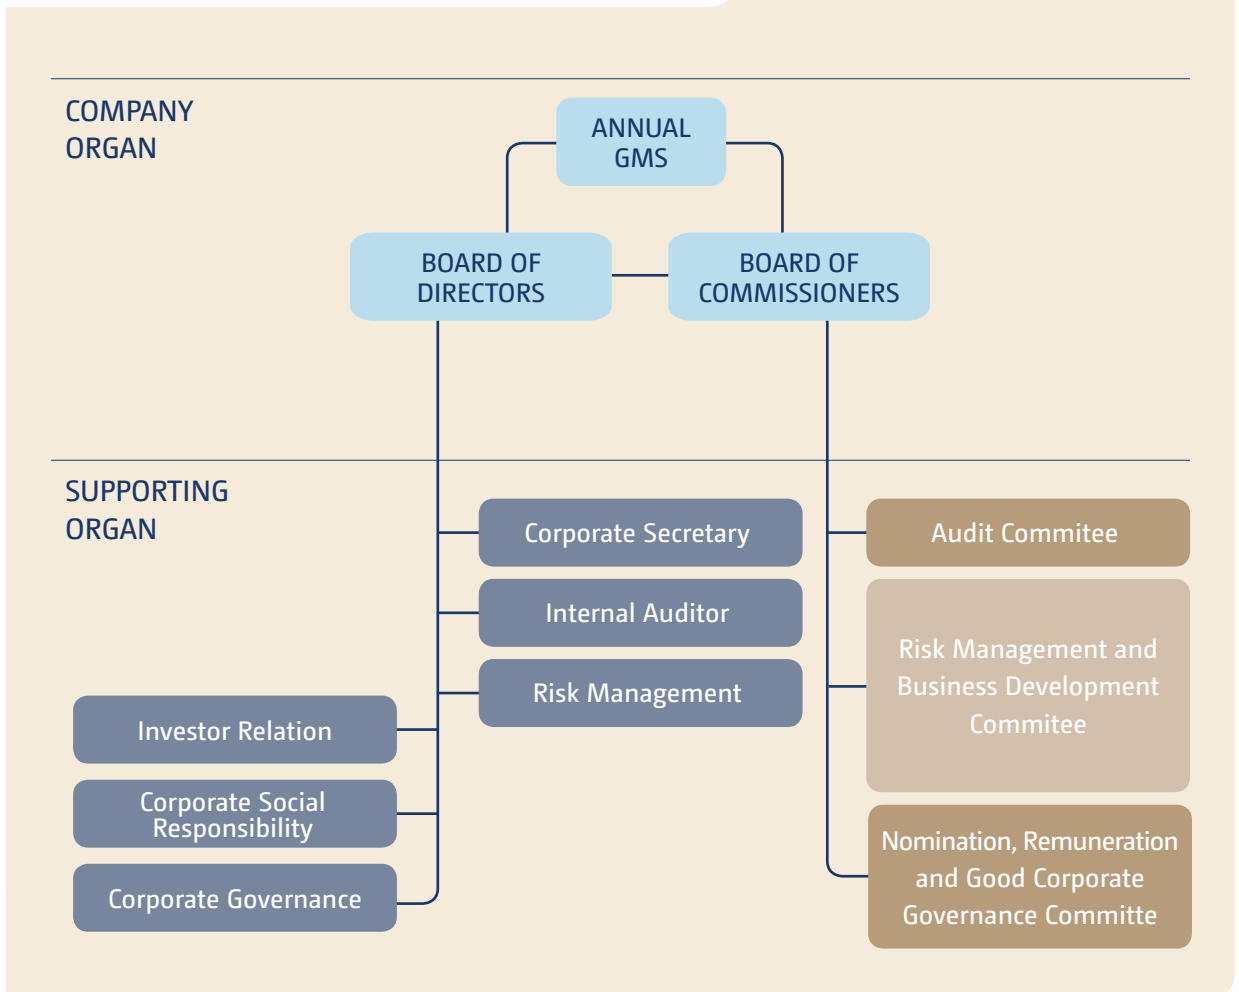 COMPANY
ORGAN
ANNUAL
GMS
BOARD OF
DIRECTORS
BOARD OF
COMMISSIONERS
SUPPORTING
ORGAN
Corporate Secretary
Internal Auditor
Risk Management
Investor Relation
Corporate Social
Responsibility
Corporate Governance
Audit Commitee
Risk Management and
Business Development
Commitee
Nomination, Remuneration
and Good Corporate
Governance Committe